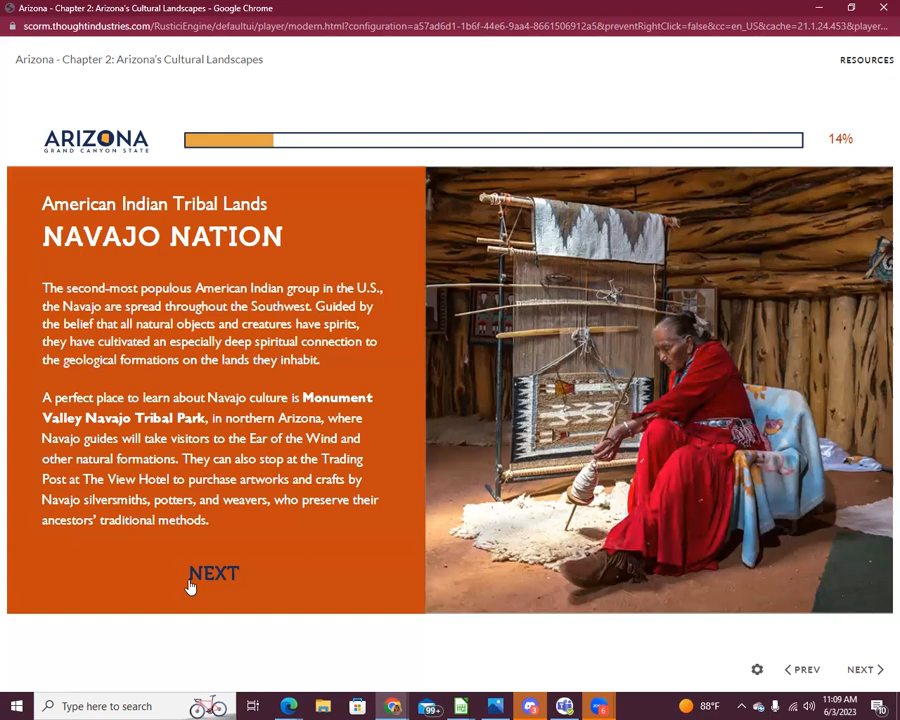 Arizona - Chapter 2: Arizona's Cultural Landscapes - Google Chrome
scorm.thoughtindustries.com/RusticiEngine/defaultui/player/modern.html?configuration=a57ad6d1-1b6f-44e6-9aa4-8661506912a5&preventRightClick=false&cc=en_US&cache=21.1.24.453&player...
Arizona - Chapter 2: Arizona's Cultural Landscapes
RESOURCES
ARIZONA
GRAND CANYON STATE
14%
American Indian Tribal Lands
NAVAJO NATION
The second-most populous American Indian group in the U.S.,
the Navajo are spread throughout the Southwest. Guided by
the belief that all natural objects and creatures have spirits,
they have cultivated an especially deep spiritual connection to
the geological formations on the lands they inhabit.
A perfect place to learn about Navajo culture is Monument
Valley Navajo Tribal Park, in northern Arizona, where
Navajo guides will take visitors to the Ear of the Wind and
other natural formations. They can also stop at the Trading
Post at The View Hotel to purchase artworks and crafts by
Navajo silversmiths, potters, and weavers, who preserve their
ancestors' traditional methods.
NEXT
PREV
NEXT
Type here to search
99+
3
6
88°F
11:09 AM
6/3/2023
10